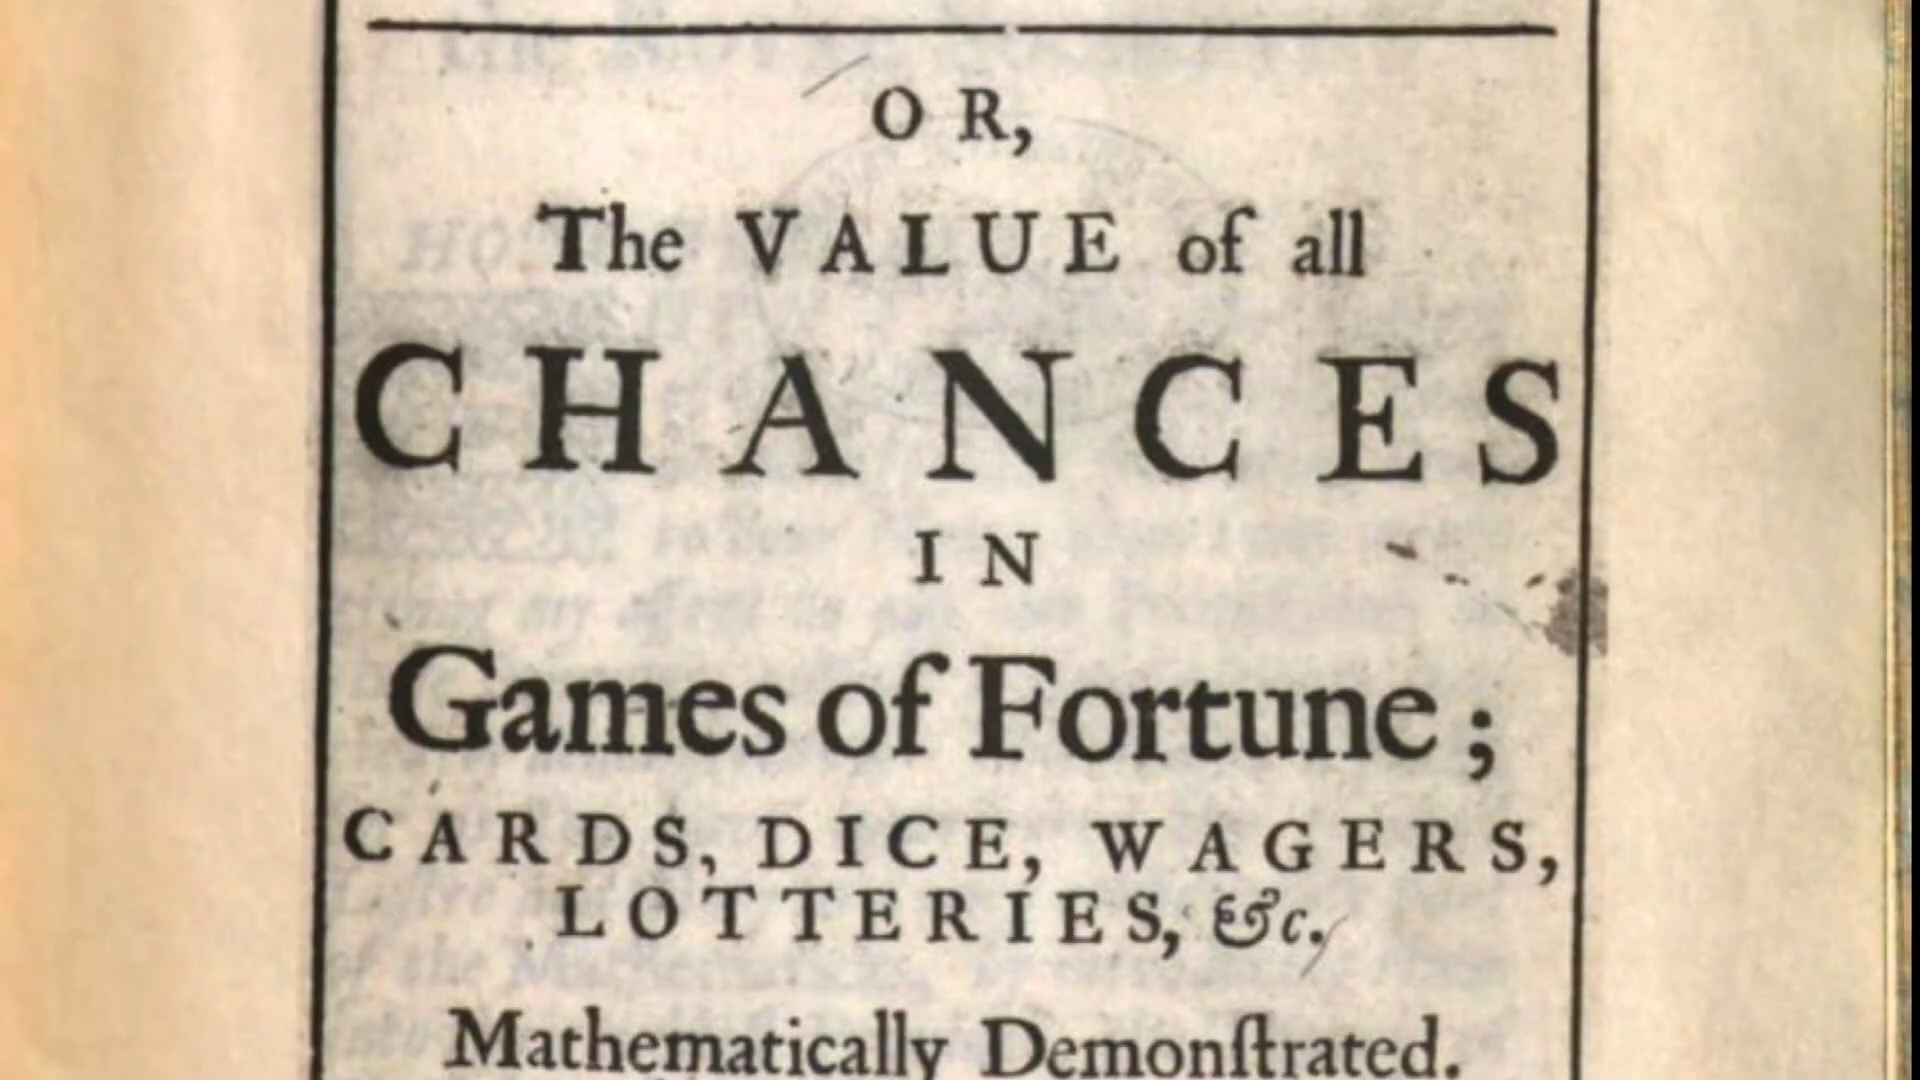 OR,
The VALUE of all
CHANCES
IN
Games of Fortune;
CARDS, DICE, WAGERS,
LOTTERIES, &c.
Mathematically Demonſtrated.